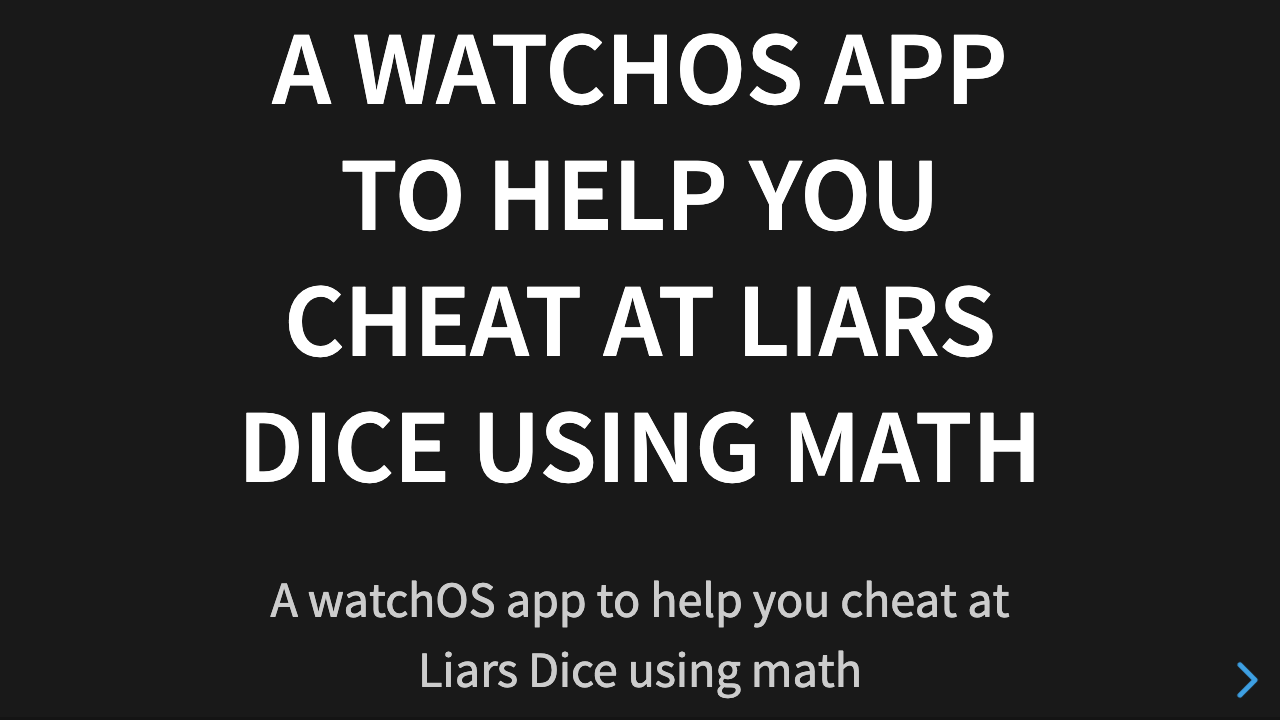 A WATCHOS APP
TO HELP YOU
CHEAT AT LIARS
DICE USING MATH
A watchOS app to help you cheat at
Liars Dice using math